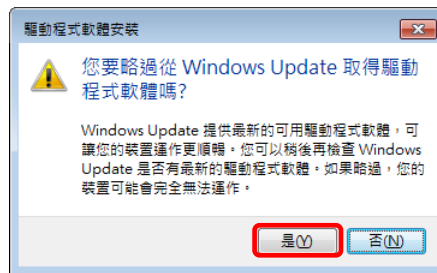 驅動程式軟體安裝
您要略過從 Windows Update 取得驅動
程式軟體嗎?
Windows Update 提供最新的可用驅動程式軟體，可
讓您的裝置運作更順暢。您可以稍後再檢查 Windows
Update 是否有最新的驅動程式軟體。如果略過，您的
裝置可能會完全無法運作。
是(Y) 否(N)